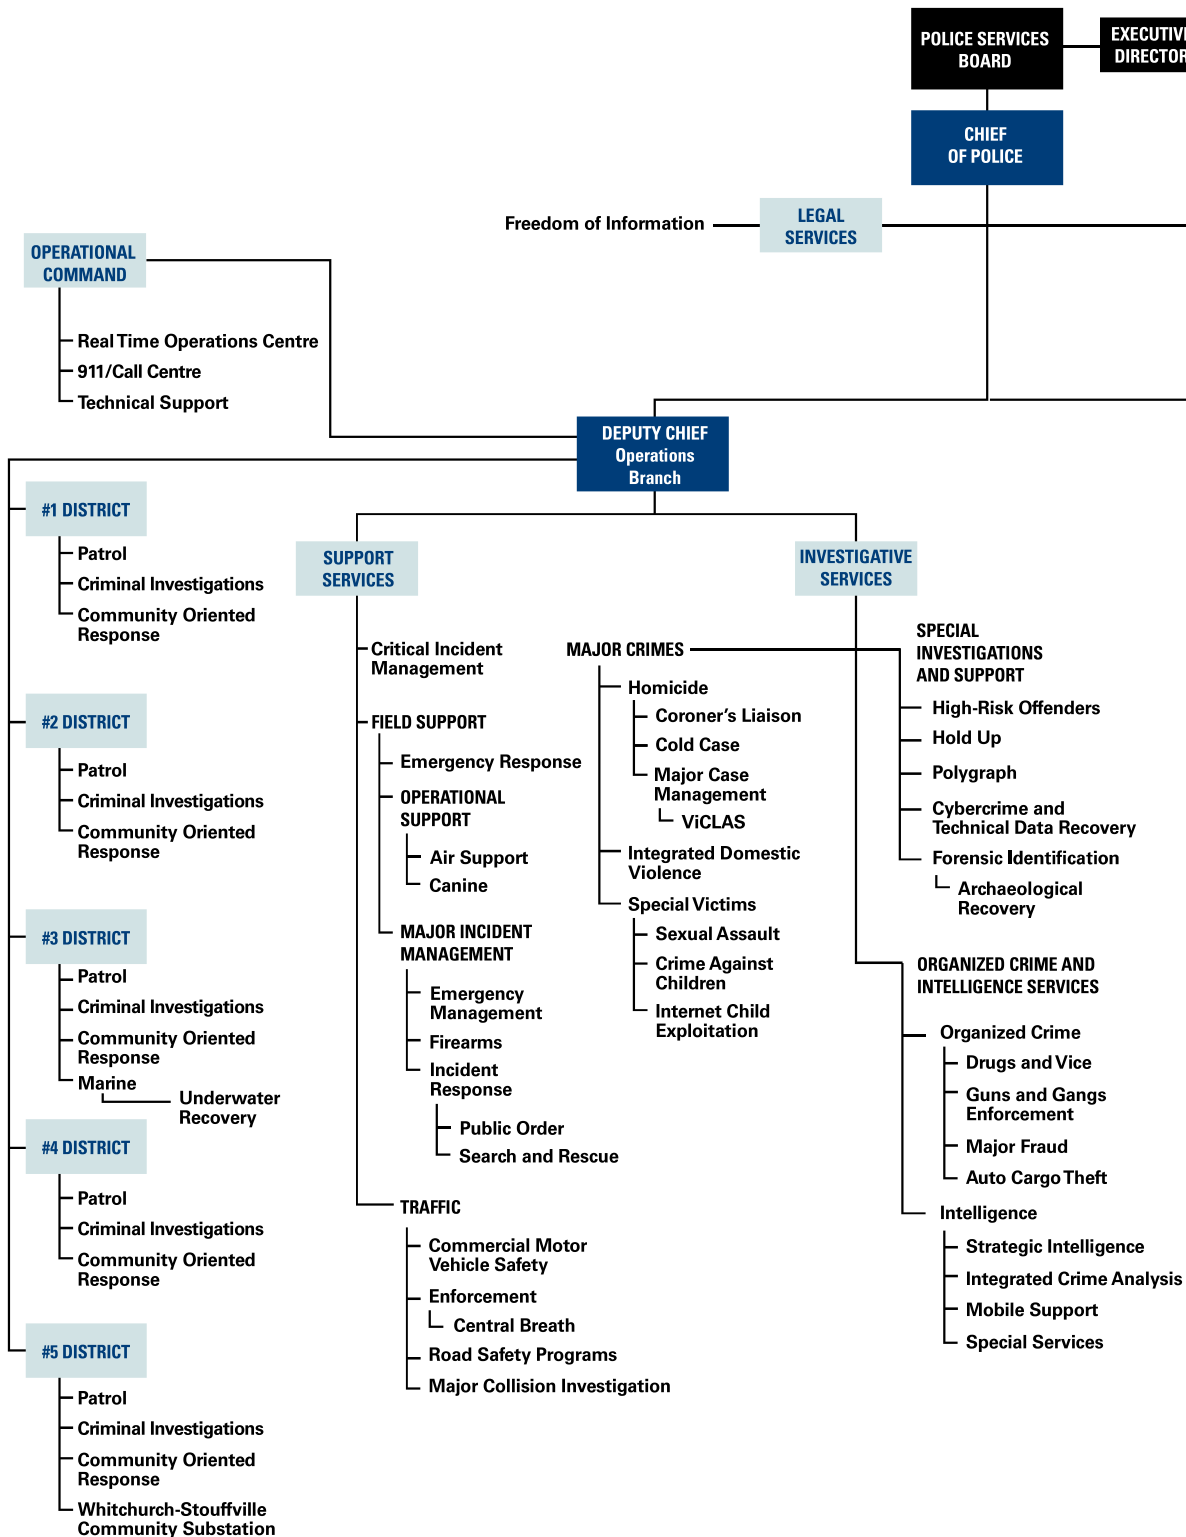 POLICE SERVICES
BOARD
EXECUTIVE
DIRECTOR
CHIEF
OF POLICE
Freedom of Information
LEGAL
SERVICES
OPERATIONAL
COMMAND
Real Time Operations Centre
911/Call Centre
Technical Support
DEPUTY CHIEF
Operations
Branch
#1 DISTRICT
Patrol
Criminal Investigations
Community Oriented
Response
#2 DISTRICT
Patrol
Criminal Investigations
Community Oriented
Response
#3 DISTRICT
Patrol
Criminal Investigations
Community Oriented
Response
Marine
Underwater
Recovery
#4 DISTRICT
Patrol
Criminal Investigations
Community Oriented
Response
#5 DISTRICT
Patrol
Criminal Investigations
Community Oriented
Response
Whitchurch-Stouffville
Community Substation
SUPPORT
SERVICES
Critical Incident
Management
FIELD SUPPORT
Emergency Response
OPERATIONAL
SUPPORT
Air Support
Canine
MAJOR INCIDENT
MANAGEMENT
Emergency
Management
Firearms
Incident
Response
Public Order
Search and Rescue
TRAFFIC
Commercial Motor
Vehicle Safety
Enforcement
Central Breath
Road Safety Programs
Major Collision Investigation
INVESTIGATIVE
SERVICES
MAJOR CRIMES
Homicide
Coroner's Liaison
Cold Case
Major Case
Management
ViCLAS
Integrated Domestic
Violence
Special Victims
Sexual Assault
Crime Against
Children
Internet Child
Exploitation
SPECIAL
INVESTIGATIONS
AND SUPPORT
High-Risk Offenders
Hold Up
Polygraph
Cybercrime and
Technical Data Recovery
Forensic Identification
Archaeological
Recovery
ORGANIZED CRIME AND
INTELLIGENCE SERVICES
Organized Crime
Drugs and Vice
Guns and Gangs
Enforcement
Major Fraud
Auto Cargo Theft
Intelligence
Strategic Intelligence
Integrated Crime Analysis
Mobile Support
Special Services